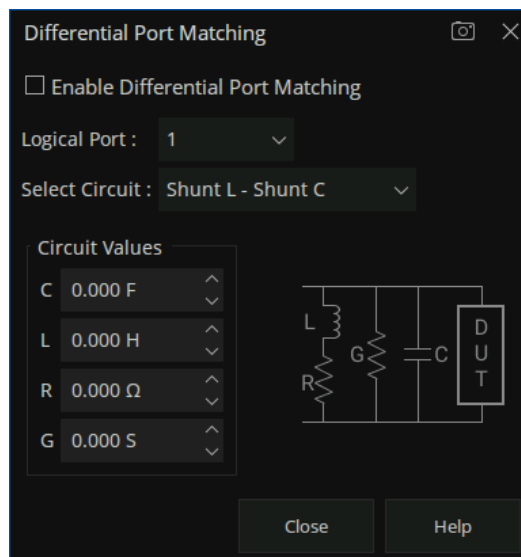 Differential Port Matching
Enable Differential Port Matching
Logical Port : 1
Select Circuit : Shunt L - Shunt C
Circuit Values
C 0.000 F
L 0.000 H
R 0.000 Ω
G 0.000 S
L
R
G
C
DUT
Close Help